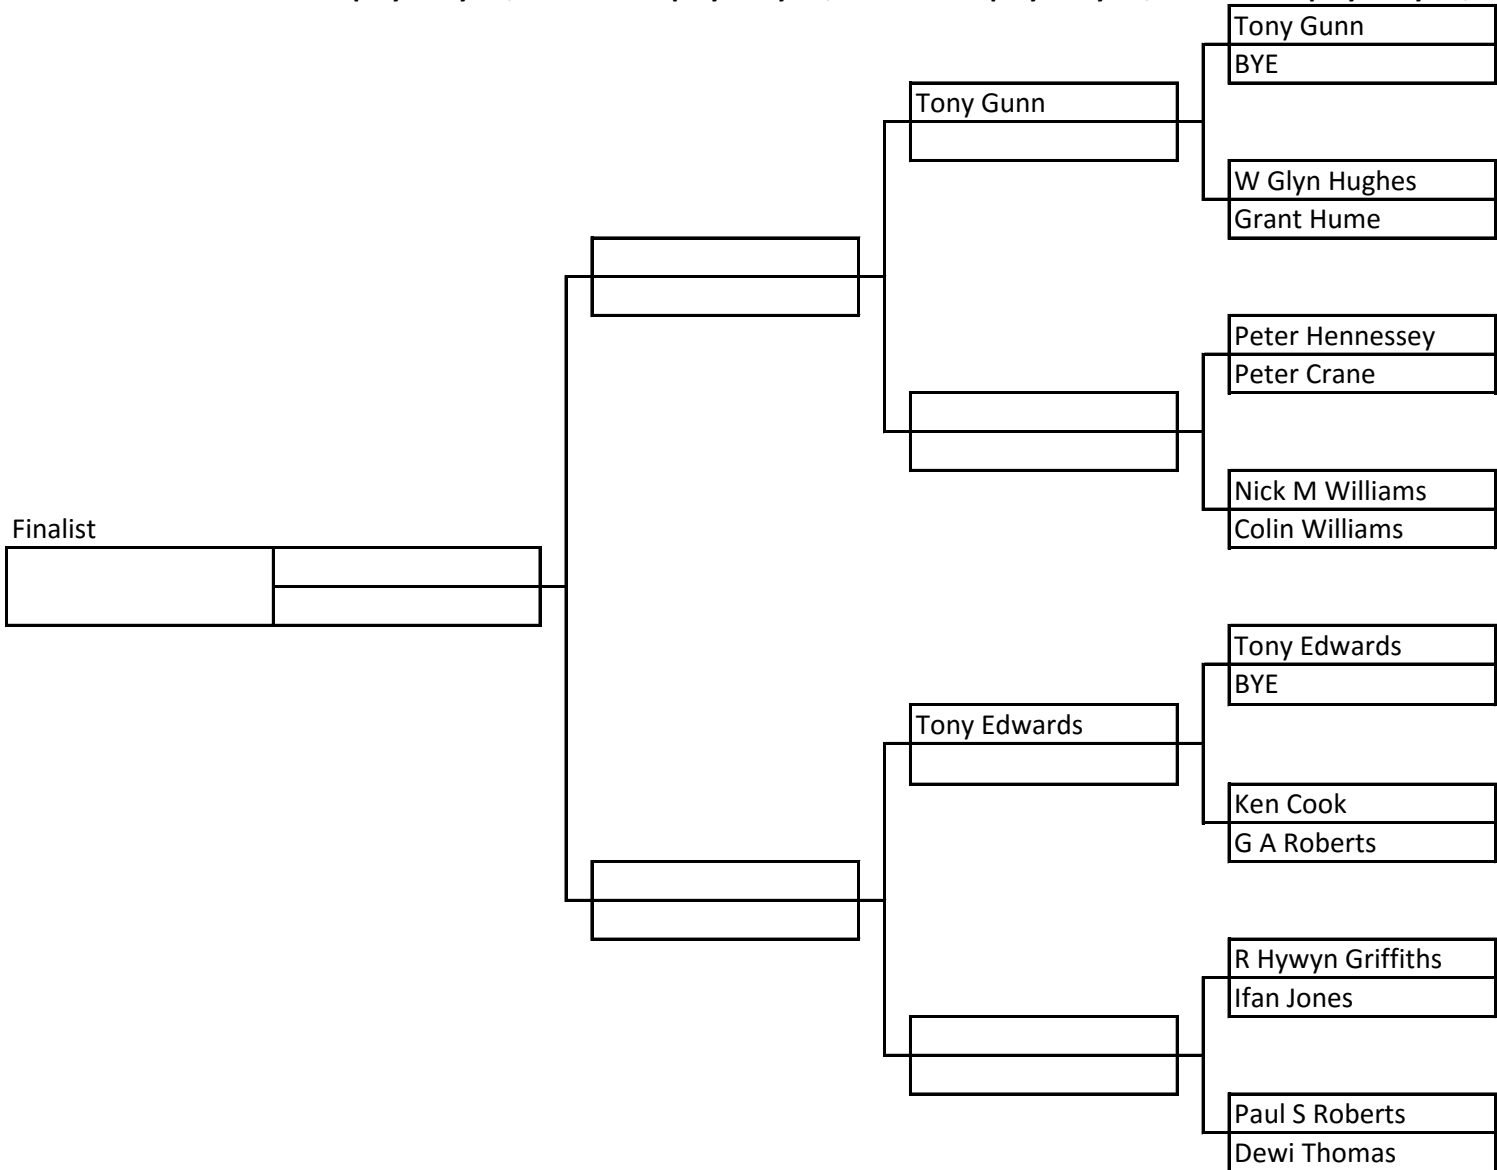 Tony Gunn
BYE
Tony Gunn
W Glyn Hughes
Grant Hume
Peter Hennessey
Peter Crane
Nick M Williams
Colin Williams
Finalist
Tony Edwards
BYE
Tony Edwards
Ken Cook
G A Roberts
R Hywyn Griffiths
Ifan Jones
Paul S Roberts
Dewi Thomas